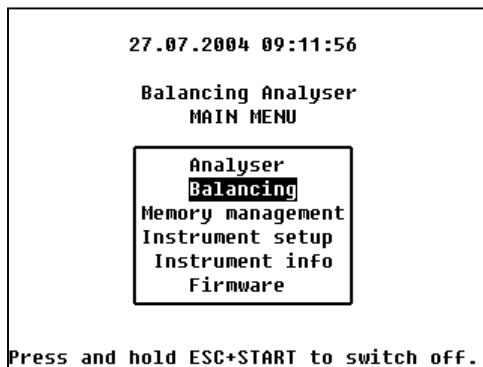 27.07.2004 09:11:56
Balancing Analyser
MAIN MENU
Analyser
Balancing
Memory management
Instrument setup
Instrument info
Firmware
Press and hold ESC+START to switch off.